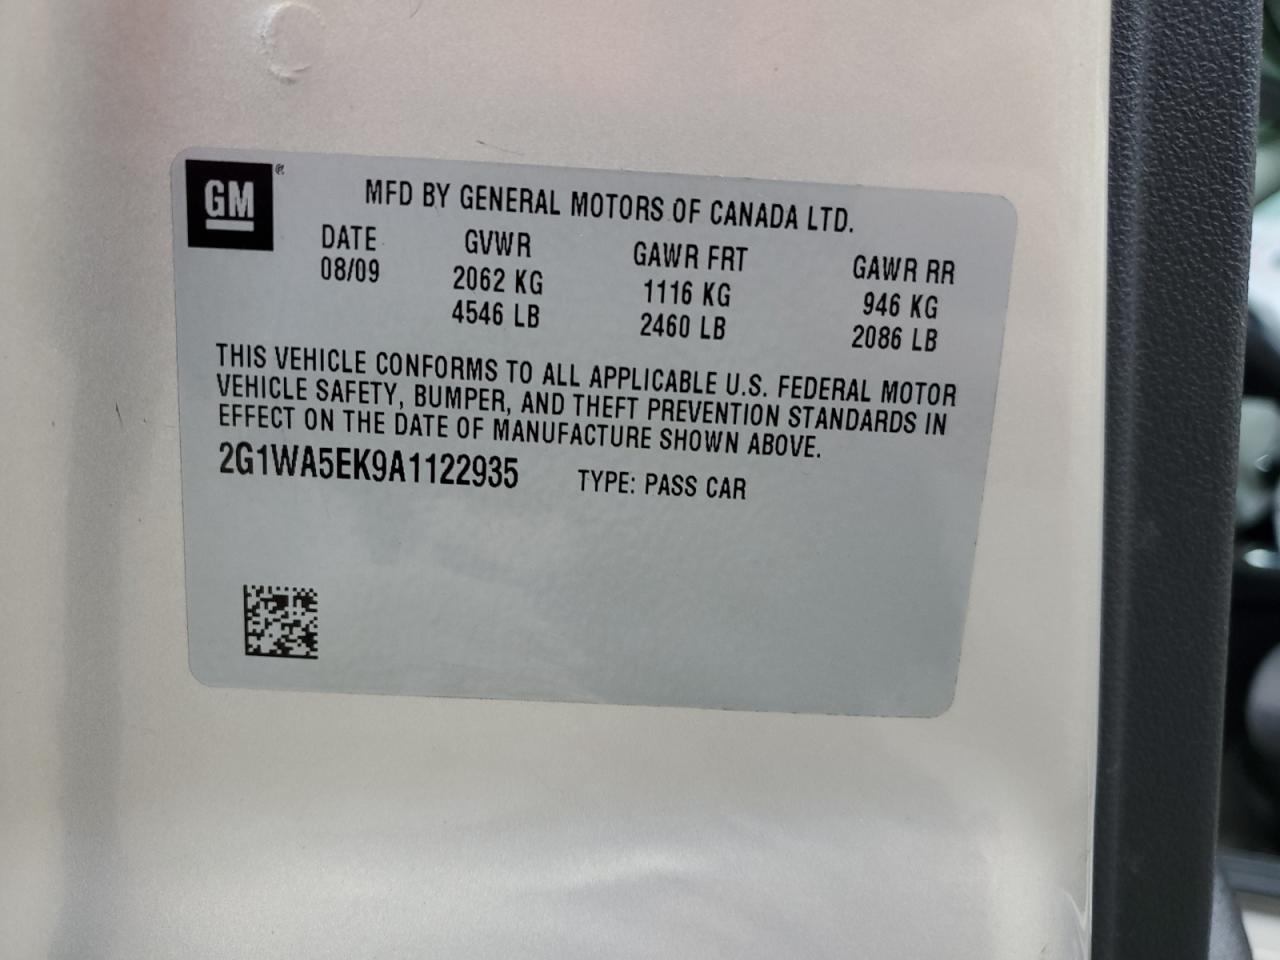 GM®
MFD BY GENERAL MOTORS OF CANADA LTD.
DATE GVWR GAWR FRT GAWR RR
08/09 2062 KG 1116 KG 946 KG
4546 LB 2460 LB 2086 LB
THIS VEHICLE CONFORMS TO ALL APPLICABLE U.S. FEDERAL MOTOR
VEHICLE SAFETY, BUMPER, AND THEFT PREVENTION STANDARDS IN
EFFECT ON THE DATE OF MANUFACTURE SHOWN ABOVE.
2G1WA5EK9A1122935 TYPE: PASS CAR